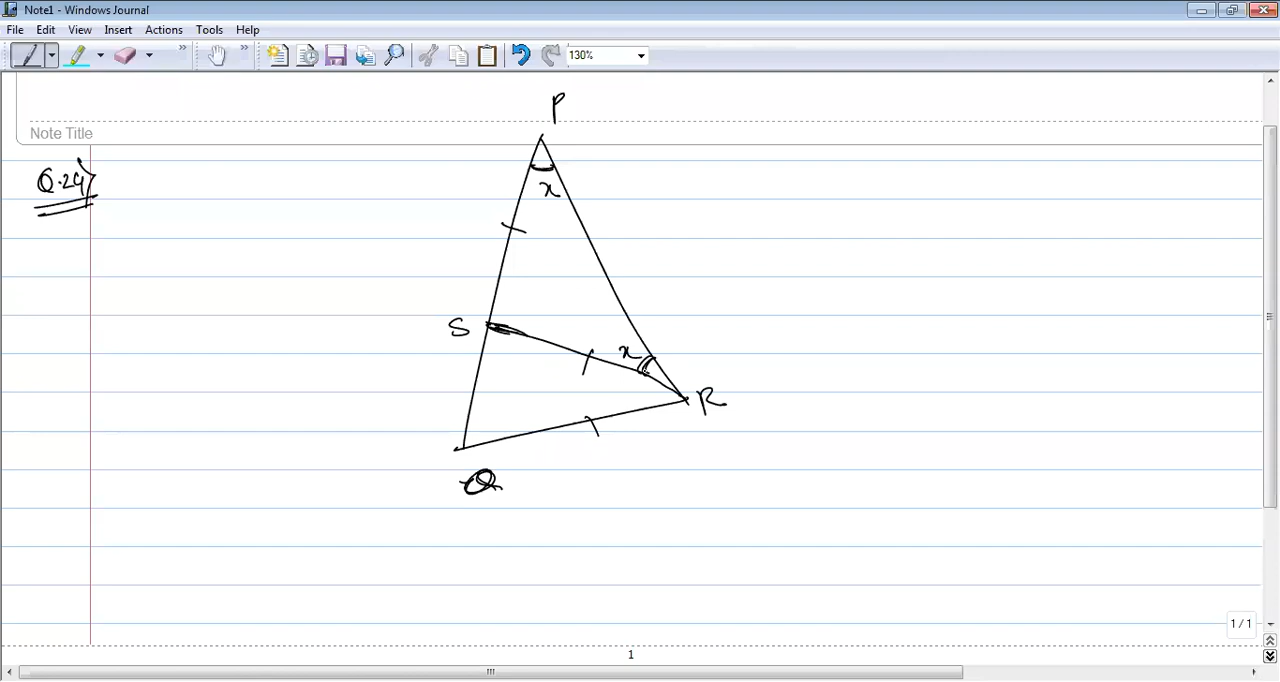 Note1 - Windows Journal
File Edit View Insert Actions Tools Help
130%
P
Note Title
Q.24)
x
S
x
R
Q
1 / 1
1